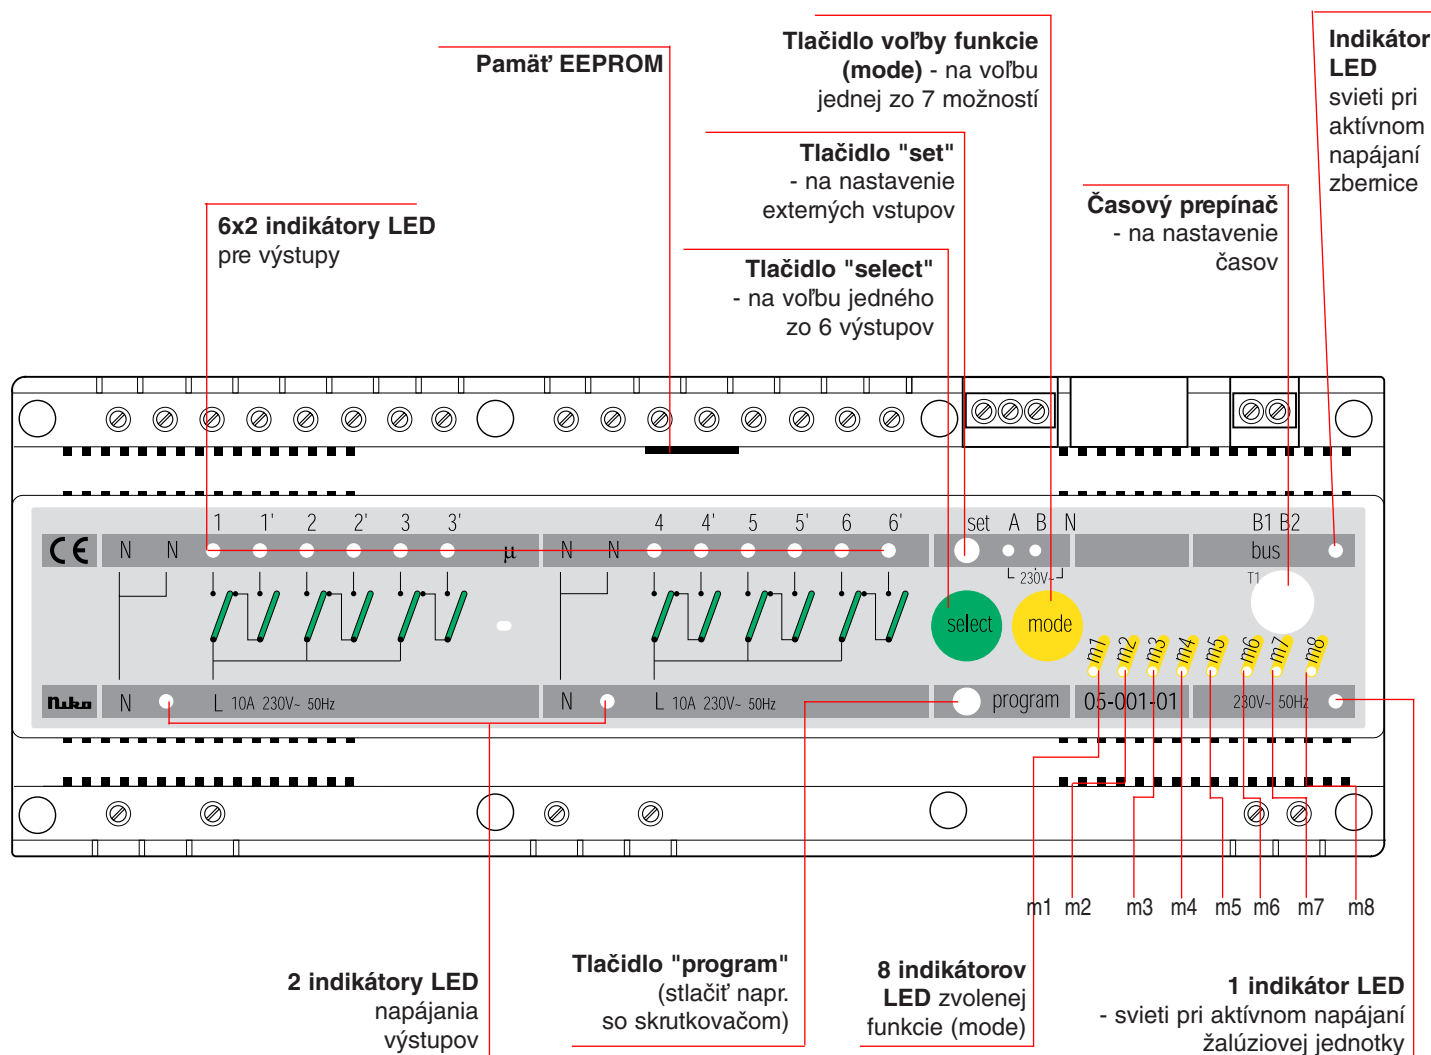 Pamäť EEPROM
Tlačidlo voľby funkcie
(mode) - na voľbu
jednej zo 7 možností
Indikátor
LED
svieti pri
aktívnom
napájaní
zbernice
Tlačidlo "set"
- na nastavenie
externých vstupov
6x2 indikátory LED
pre výstupy
Časový prepínač
- na nastavenie
časov
Tlačidlo "select"
- na voľbu jedného
zo 6 výstupov
1 1' 2 2' 3 3' 4 4' 5 5' 6 6' set A B N B1 B2
CE N N µ N N bus
230V~ T1
select mode
m1 m2 m3 m4 m5 m6 m7 m8
Niko N L 10A 230V~ 50Hz N L 10A 230V~ 50Hz program 05-001-01 230V~ 50Hz
m1 m2 m3 m4 m5 m6 m7 m8
2 indikátory LED
napájania
výstupov
Tlačidlo "program"
(stlačiť napr.
so skrutkovačom)
8 indikátorov
LED zvolenej
funkcie (mode)
1 indikátor LED
- svieti pri aktívnom napájaní
žalúziovej jednotky